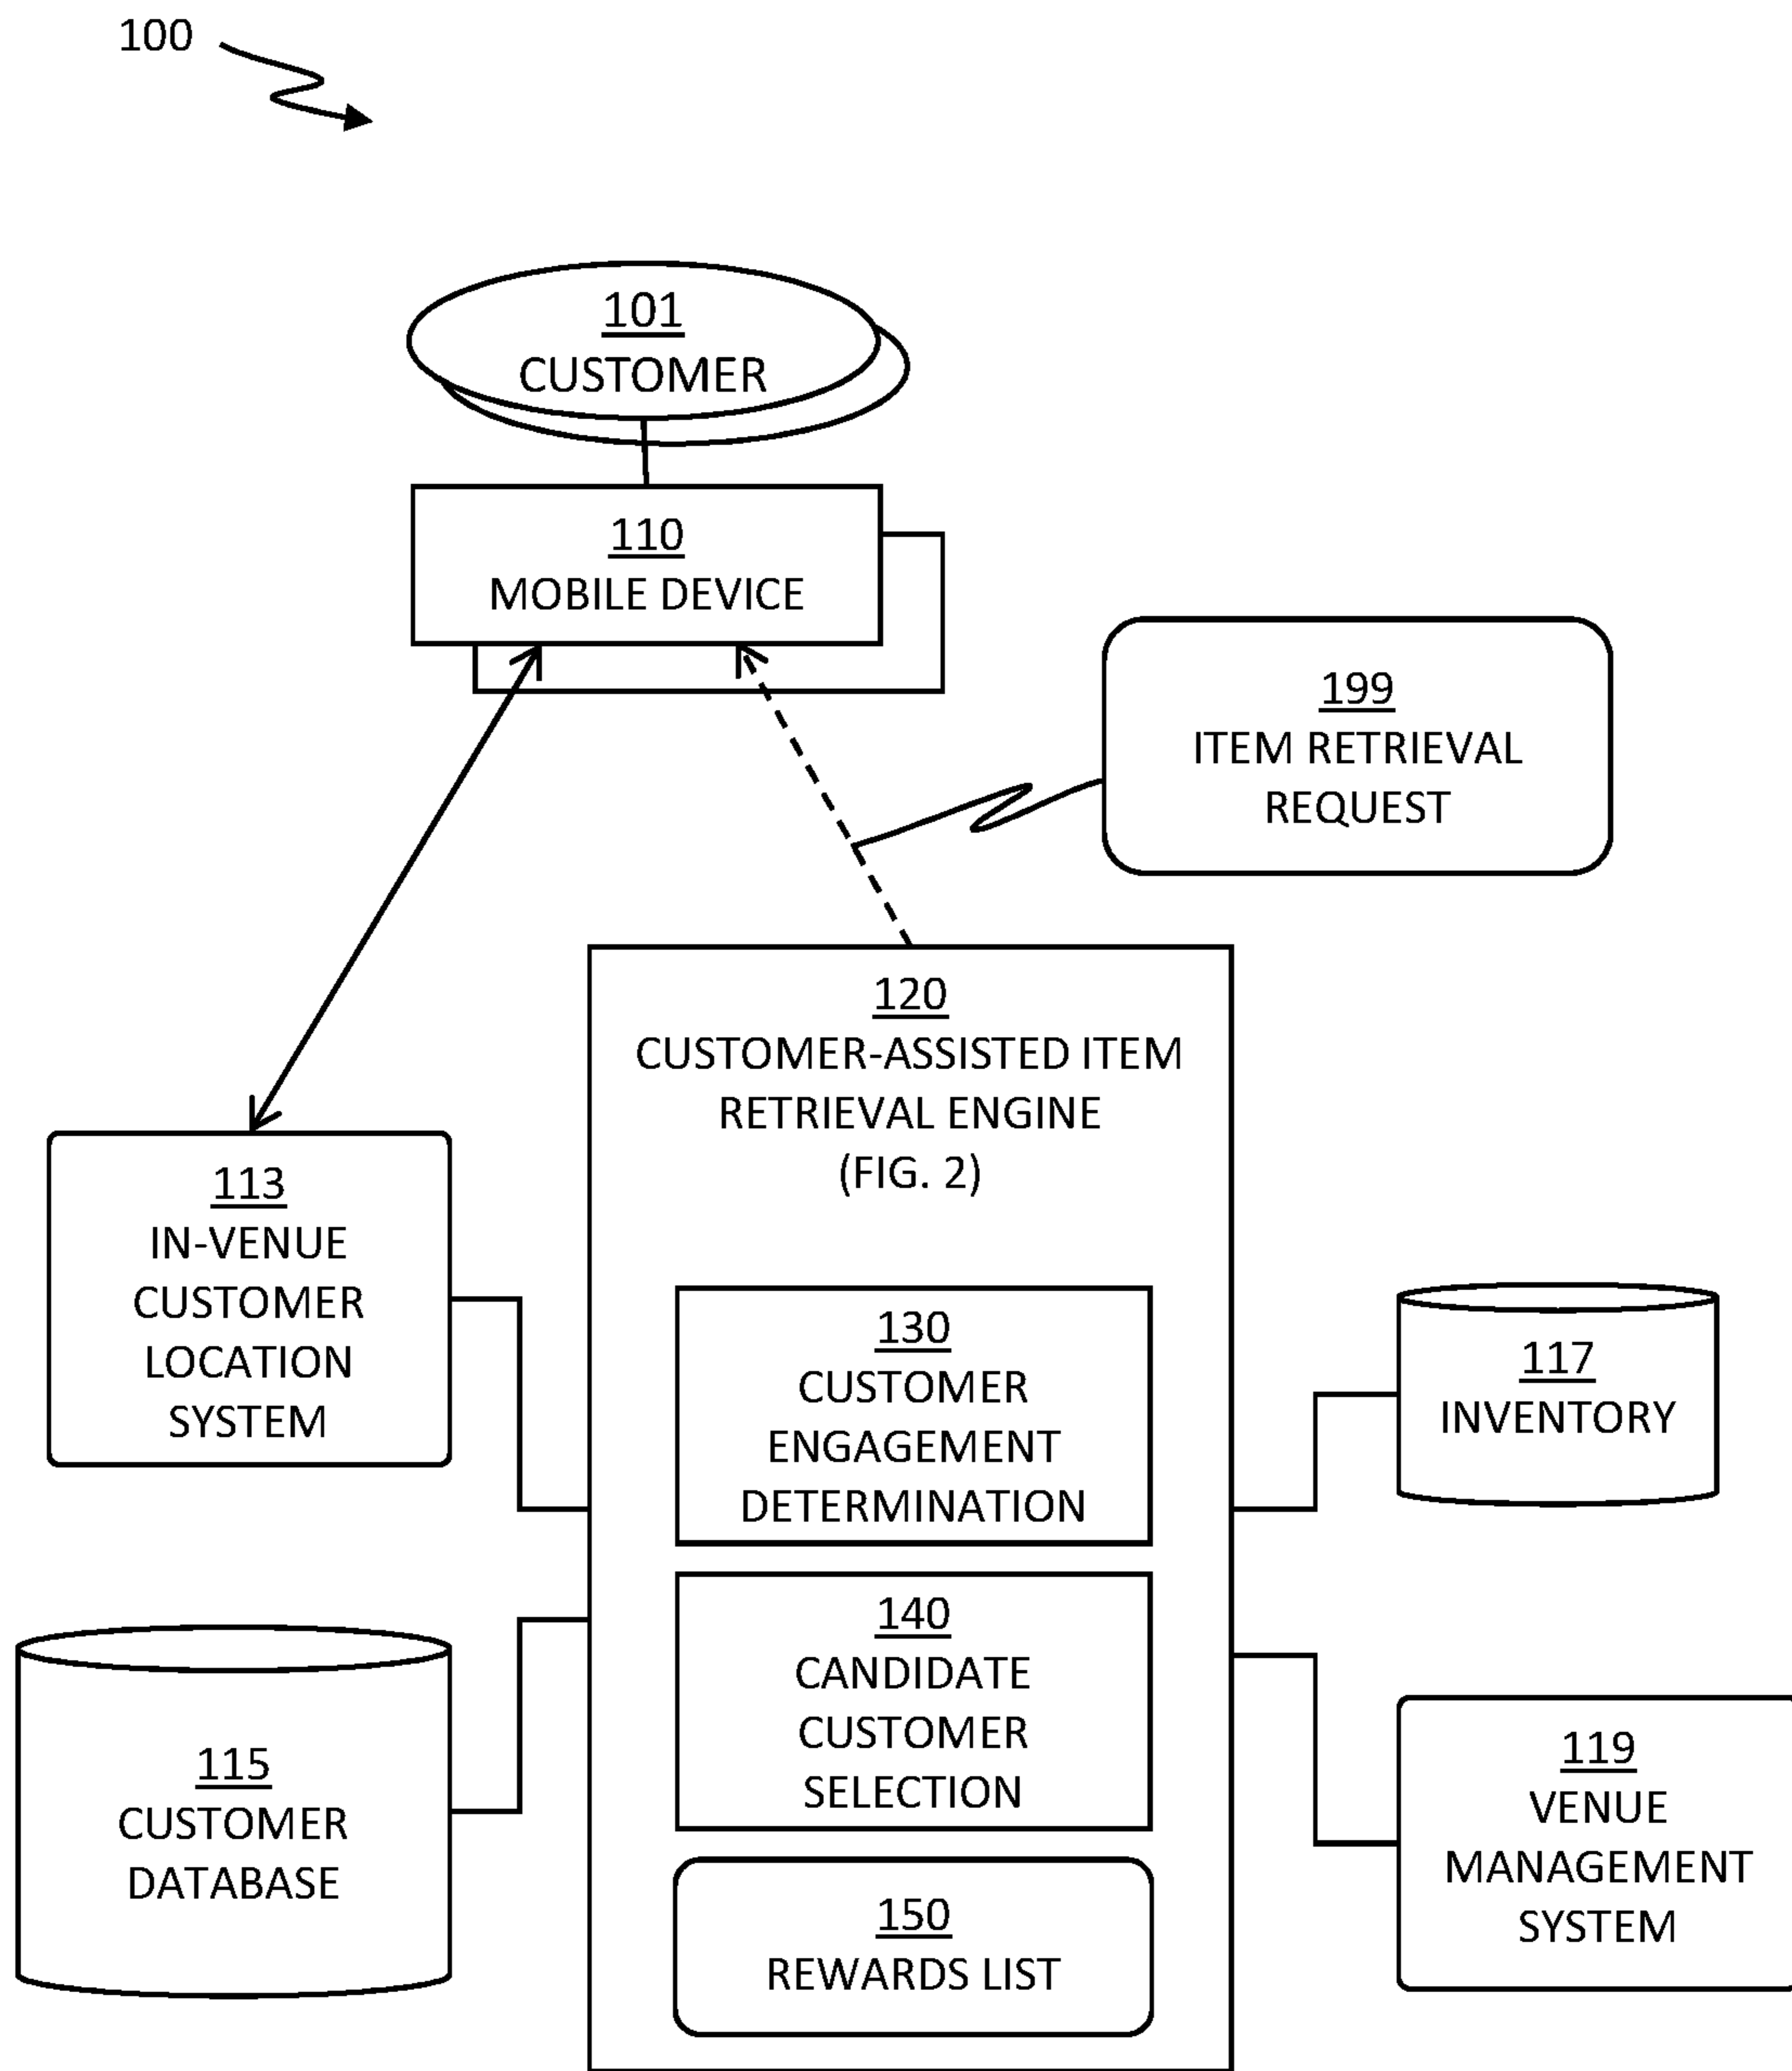 100
101
CUSTOMER
110
MOBILE DEVICE
199
ITEM RETRIEVAL
REQUEST
120
CUSTOMER-ASSISTED ITEM
RETRIEVAL ENGINE
(FIG. 2)
113
IN-VENUE
CUSTOMER
LOCATION
SYSTEM
130
CUSTOMER
ENGAGEMENT
DETERMINATION
117
INVENTORY
140
CANDIDATE
CUSTOMER
SELECTION
115
CUSTOMER
DATABASE
119
VENUE
MANAGEMENT
SYSTEM
150
REWARDS LIST